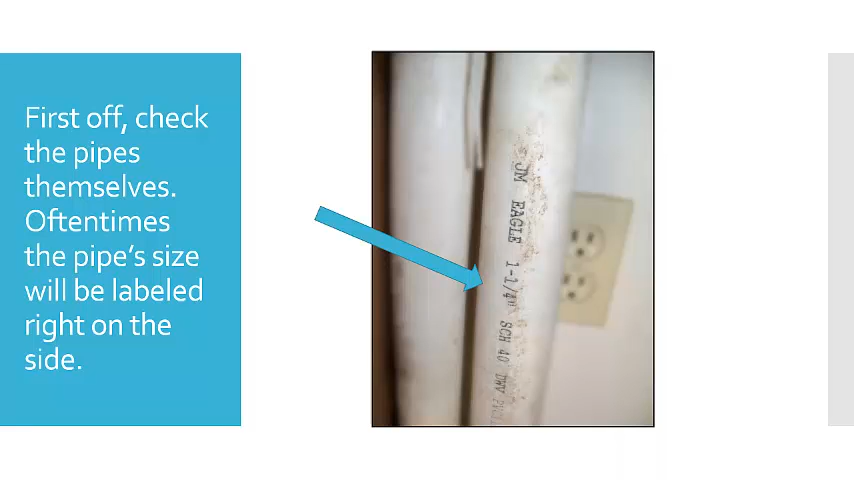 First off, check
the pipes
themselves.
Oftentimes
the pipe's size
will be labeled
right on the
side.
JM EAGLE 1-1/4" SCH 40 DWV